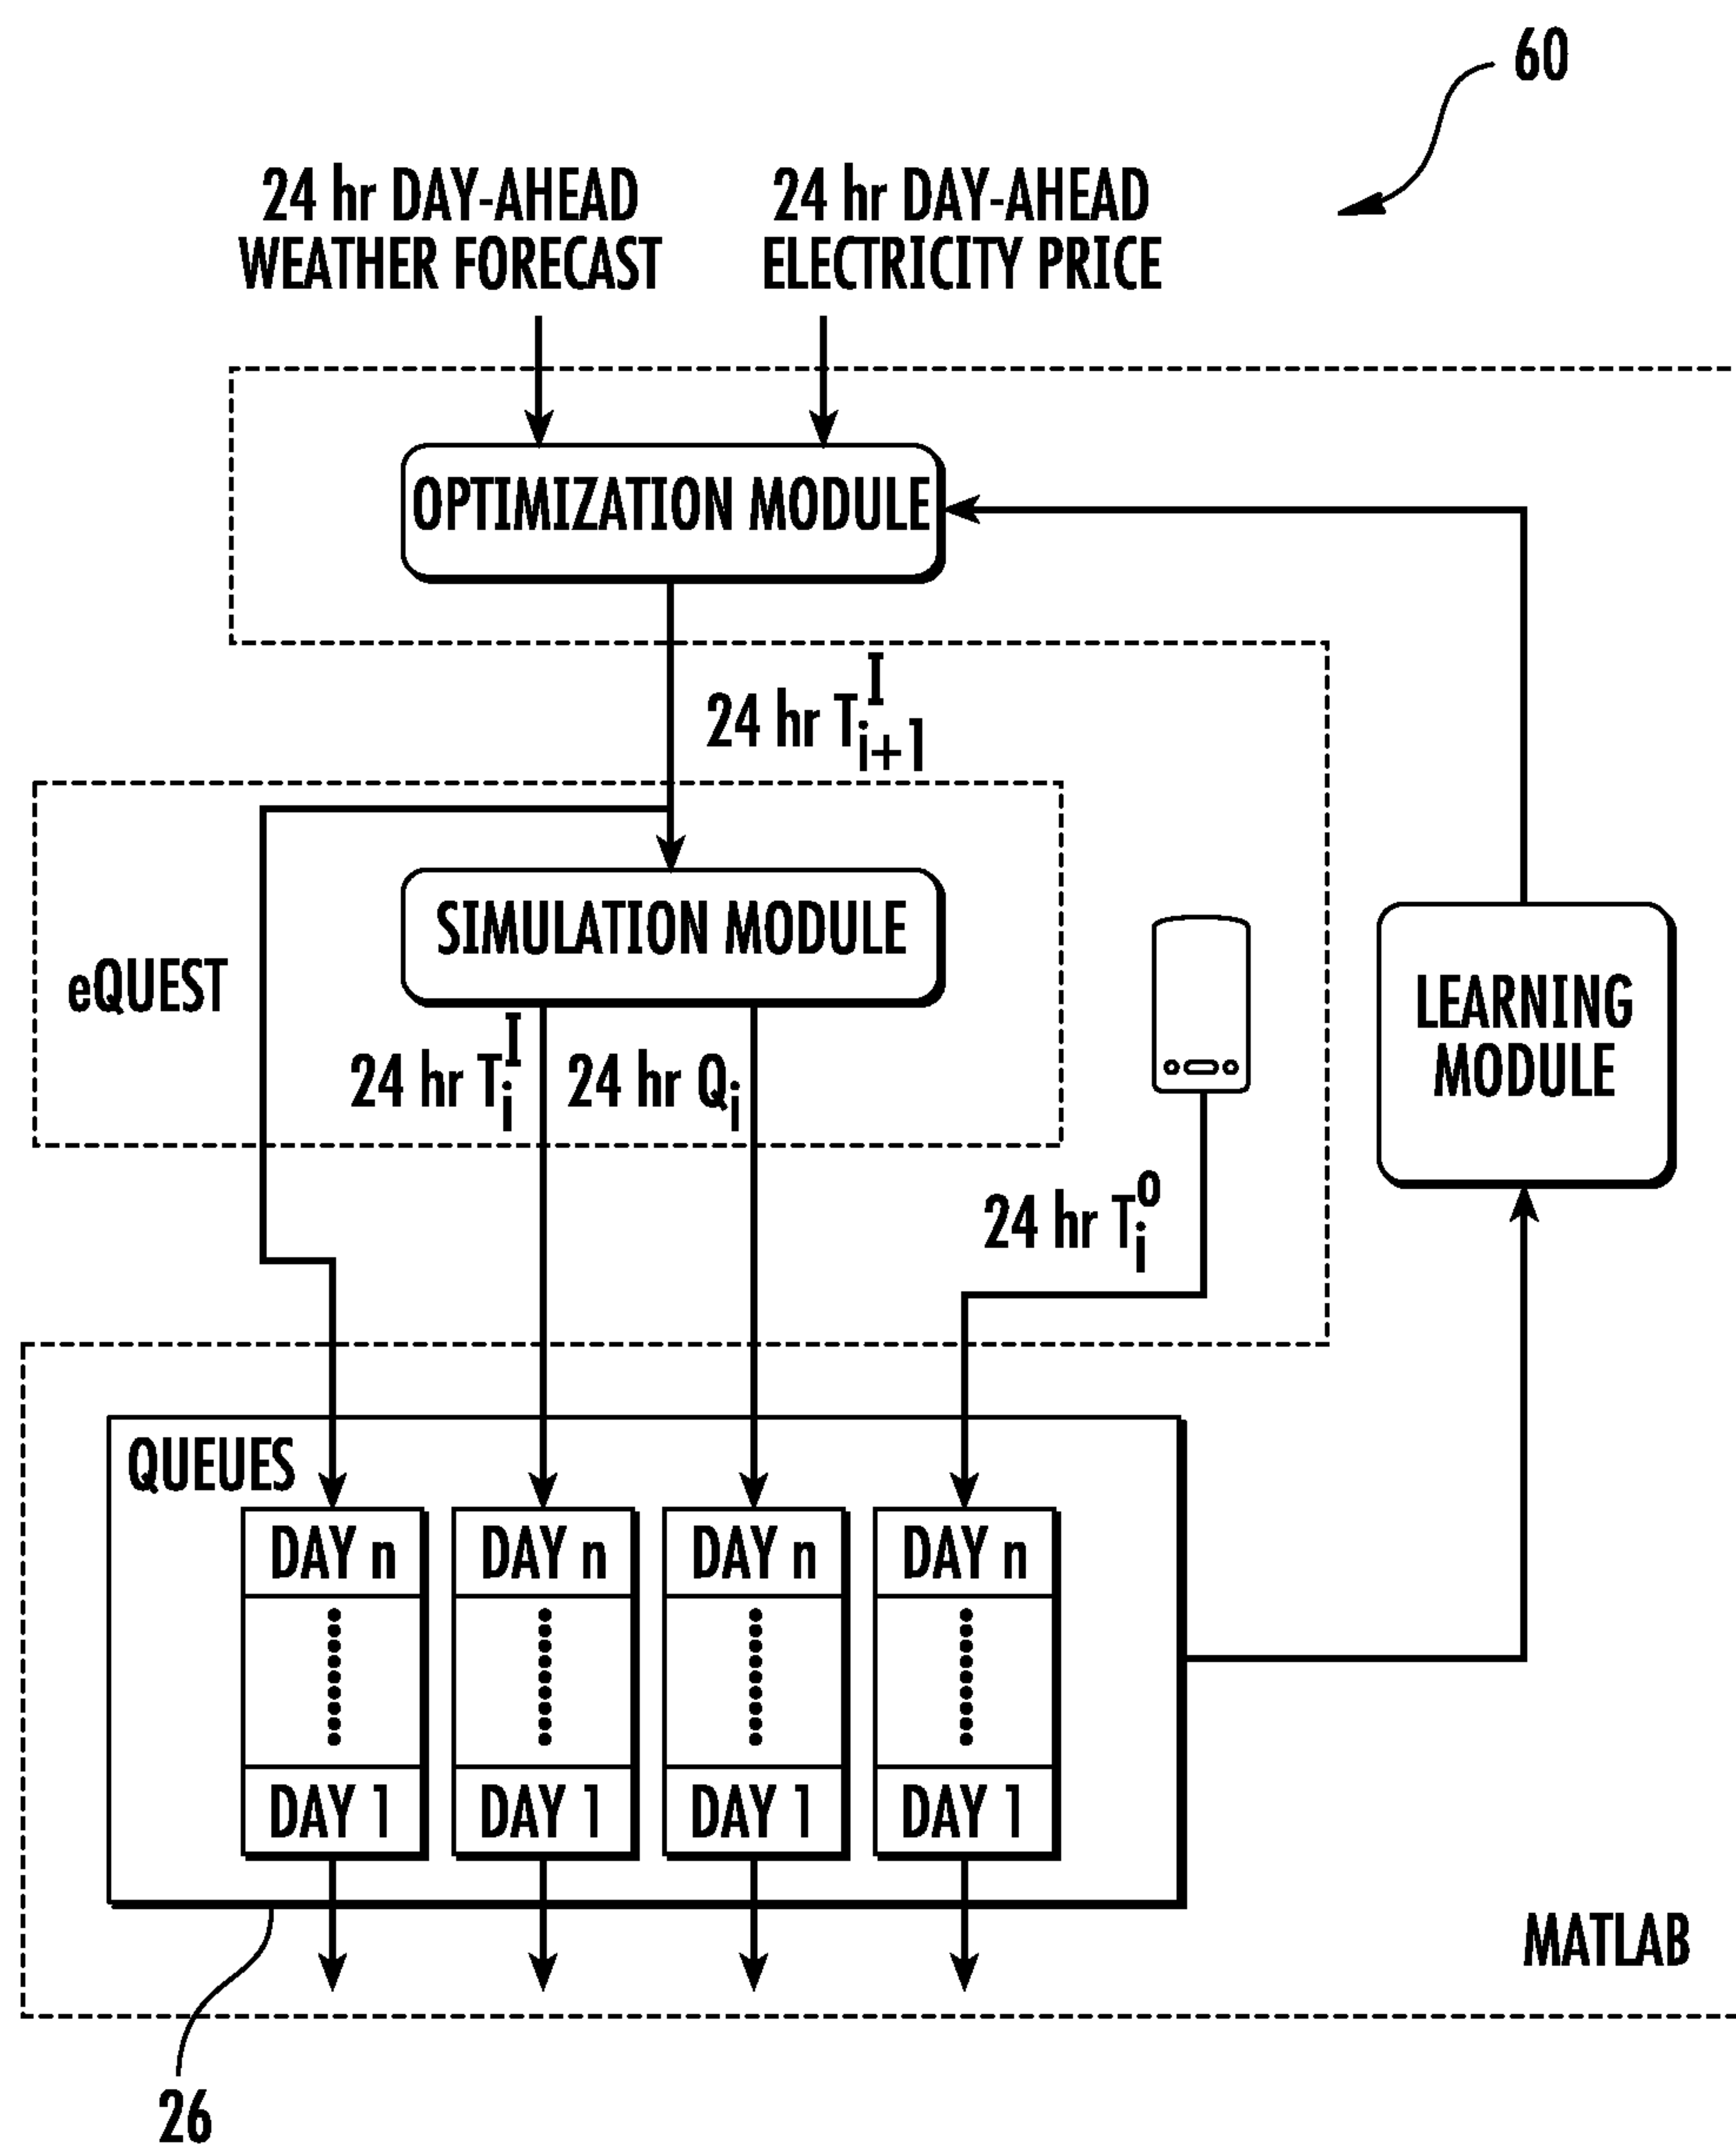 60
24 hr DAY-AHEAD
WEATHER FORECAST
24 hr DAY-AHEAD
ELECTRICITY PRICE
OPTIMIZATION MODULE
24 hr T^I_{i+1}
SIMULATION MODULE
eQUEST
24 hr T^I_i
24 hr Q_i
LEARNING
MODULE
24 hr T^0_i
QUEUES
DAY n
DAY n
DAY n
DAY n
DAY 1
DAY 1
DAY 1
DAY 1
MATLAB
26